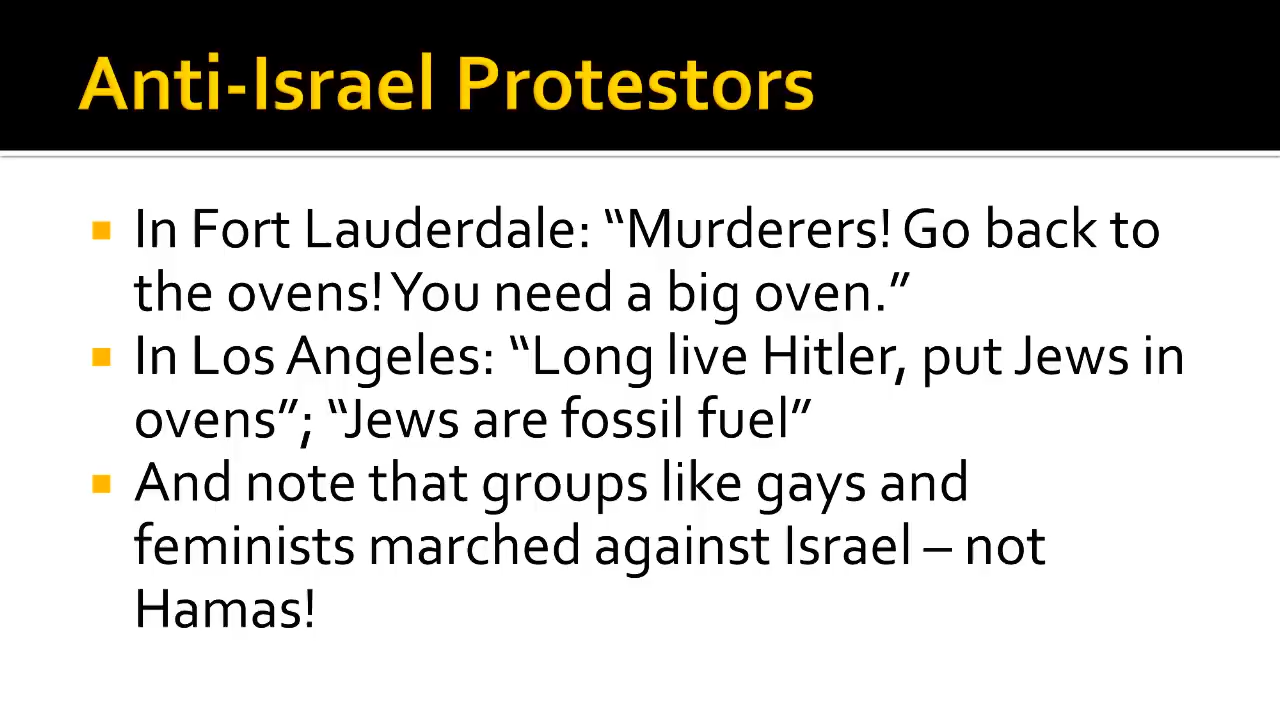 Anti-Israel Protestors
In Fort Lauderdale: “Murderers! Go back to
the ovens! You need a big oven.”
In Los Angeles: “Long live Hitler, put Jews in
ovens”; “Jews are fossil fuel”
And note that groups like gays and
feminists marched against Israel – not
Hamas!